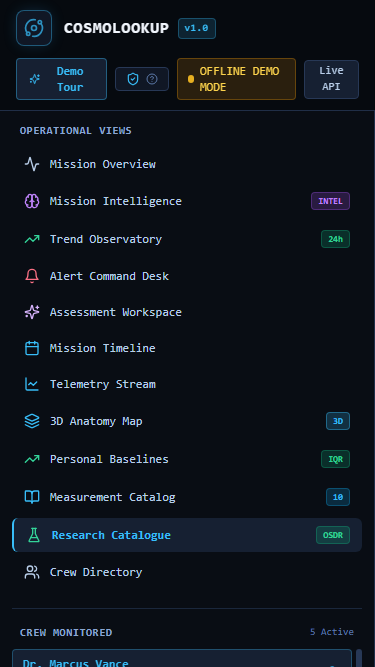 COSMOLOOKUP v1.0
Demo Tour
OFFLINE DEMO MODE
Live API
OPERATIONAL VIEWS
Mission Overview
Mission Intelligence INTEL
Trend Observatory 24h
Alert Command Desk
Assessment Workspace
Mission Timeline
Telemetry Stream
3D Anatomy Map 3D
Personal Baselines IQR
Measurement Catalog 10
Research Catalogue OSDR
Crew Directory
CREW MONITORED 5 Active
Dr. Marcus Vance